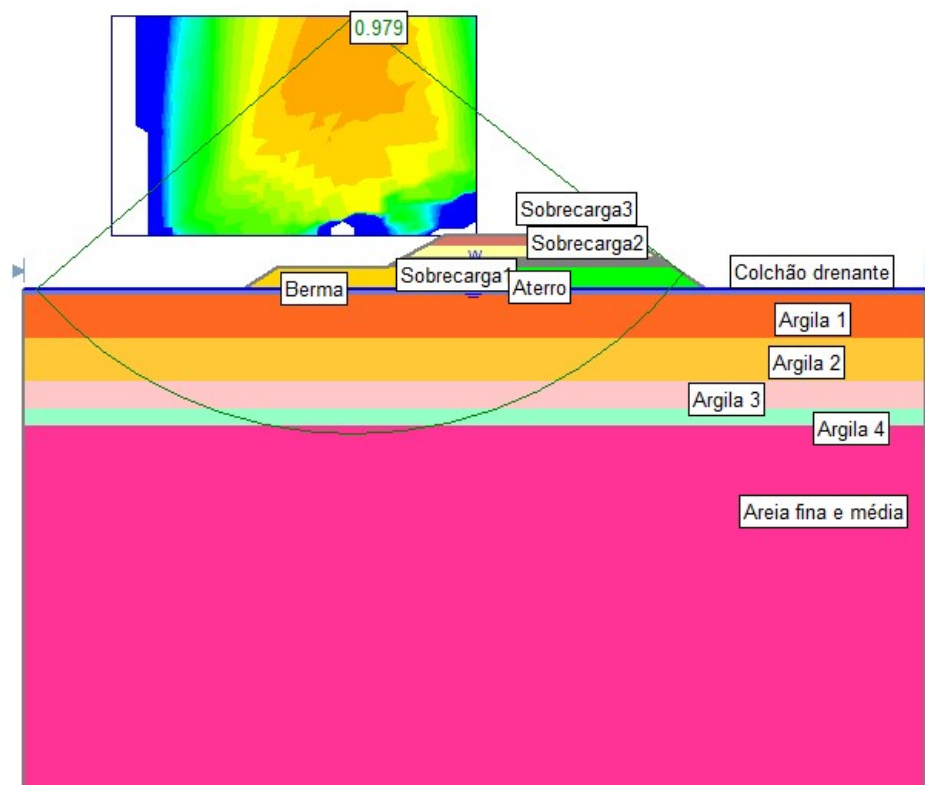 0.979
Sobrecarga3
Sobrecarga2
W
Sobrecarga1
Colchão drenante
Berma
Aterro
Argila 1
Argila 2
Argila 3
Argila 4
Areia fina e média